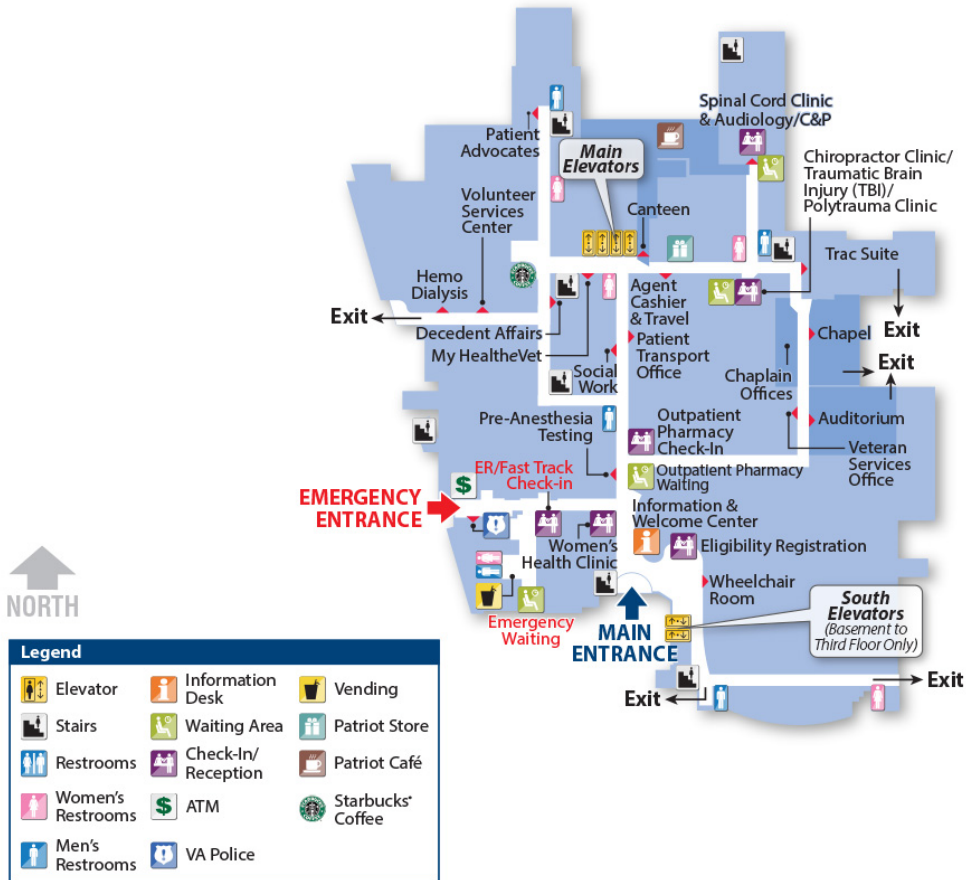 Spinal Cord Clinic
& Audiology/C&P
Patient
Advocates
Main
Elevators
Chiropractor Clinic/
Traumatic Brain
Injury (TBI)/
Polytrauma Clinic
Volunteer
Services
Center
Canteen
Trac Suite
Hemo
Dialysis
Agent
Cashier
& Travel
Exit
Decedent Affairs
Chapel
Exit
My HealtheVet
Patient
Transport
Office
Social
Work
Exit
Chaplain
Offices
Pre-Anesthesia
Testing
Outpatient
Pharmacy
Check-In
Auditorium
Veteran
Services
Office
ER/Fast Track
Check-in
Outpatient Pharmacy
Waiting
$
EMERGENCY
ENTRANCE
Information &
Welcome Center
Women's
Health Clinic
Eligibility Registration
Wheelchair
Room
NORTH
South
Elevators
(Basement to
Third Floor Only)
Emergency
Waiting
MAIN
ENTRANCE
Exit
Exit
Legend
Elevator
Information
Desk
Vending
Stairs
Waiting Area
Patriot Store
Restrooms
Check-In/
Reception
Patriot Café
Women's
Restrooms
$
ATM
Starbucks*
Coffee
Men's
Restrooms
VA Police